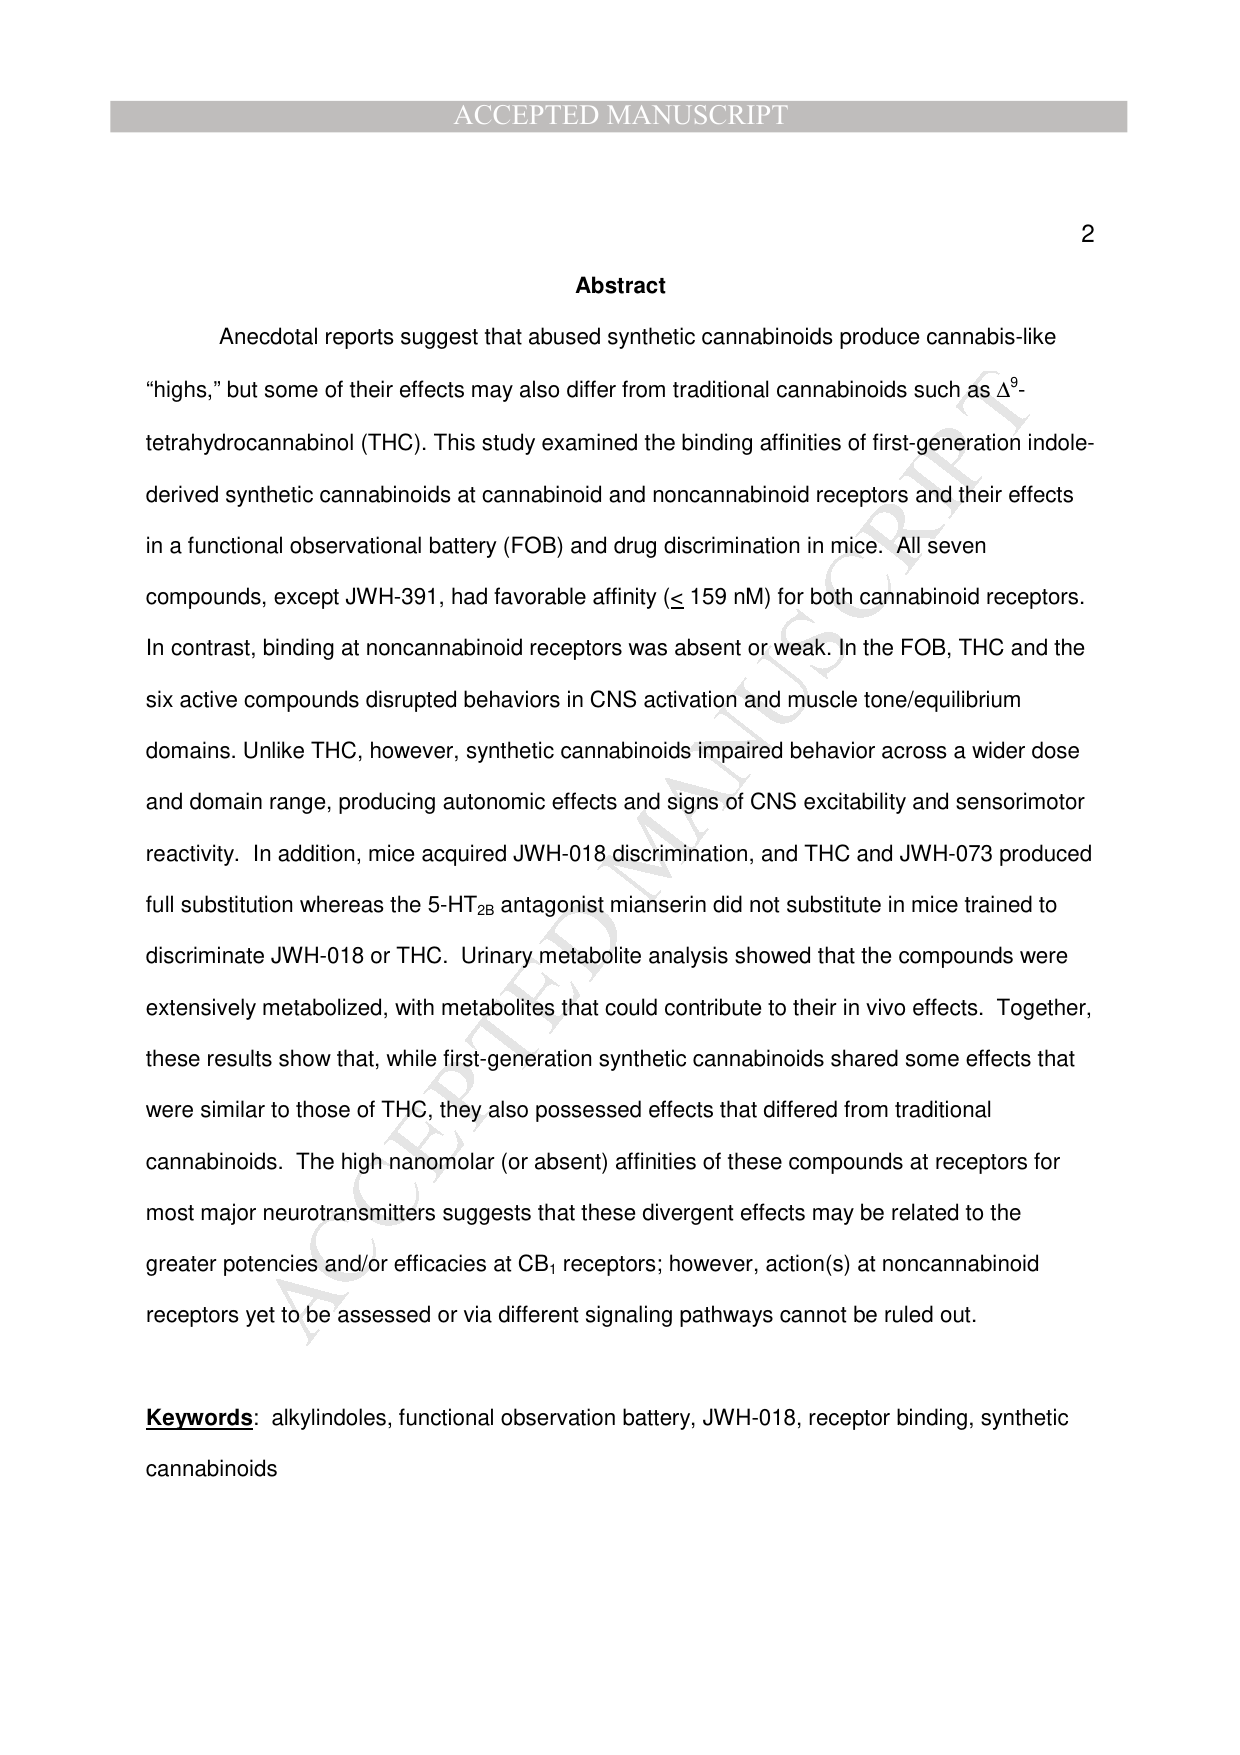 ACCEPTED MANUSCRIPT
2
Abstract
Anecdotal reports suggest that abused synthetic cannabinoids produce cannabis-like
“highs,” but some of their effects may also differ from traditional cannabinoids such as Δ⁹-
tetrahydrocannabinol (THC). This study examined the binding affinities of first-generation indole-
derived synthetic cannabinoids at cannabinoid and noncannabinoid receptors and their effects
in a functional observational battery (FOB) and drug discrimination in mice.  All seven
compounds, except JWH-391, had favorable affinity (≤ 159 nM) for both cannabinoid receptors.
In contrast, binding at noncannabinoid receptors was absent or weak. In the FOB, THC and the
six active compounds disrupted behaviors in CNS activation and muscle tone/equilibrium
domains. Unlike THC, however, synthetic cannabinoids impaired behavior across a wider dose
and domain range, producing autonomic effects and signs of CNS excitability and sensorimotor
reactivity.  In addition, mice acquired JWH-018 discrimination, and THC and JWH-073 produced
full substitution whereas the 5-HT2B antagonist mianserin did not substitute in mice trained to
discriminate JWH-018 or THC.  Urinary metabolite analysis showed that the compounds were
extensively metabolized, with metabolites that could contribute to their in vivo effects.  Together,
these results show that, while first-generation synthetic cannabinoids shared some effects that
were similar to those of THC, they also possessed effects that differed from traditional
cannabinoids.  The high nanomolar (or absent) affinities of these compounds at receptors for
most major neurotransmitters suggests that these divergent effects may be related to the
greater potencies and/or efficacies at CB₁ receptors; however, action(s) at noncannabinoid
receptors yet to be assessed or via different signaling pathways cannot be ruled out.
Keywords:  alkylindoles, functional observation battery, JWH-018, receptor binding, synthetic
cannabinoids
ACCEPTED MANUSCRIPT